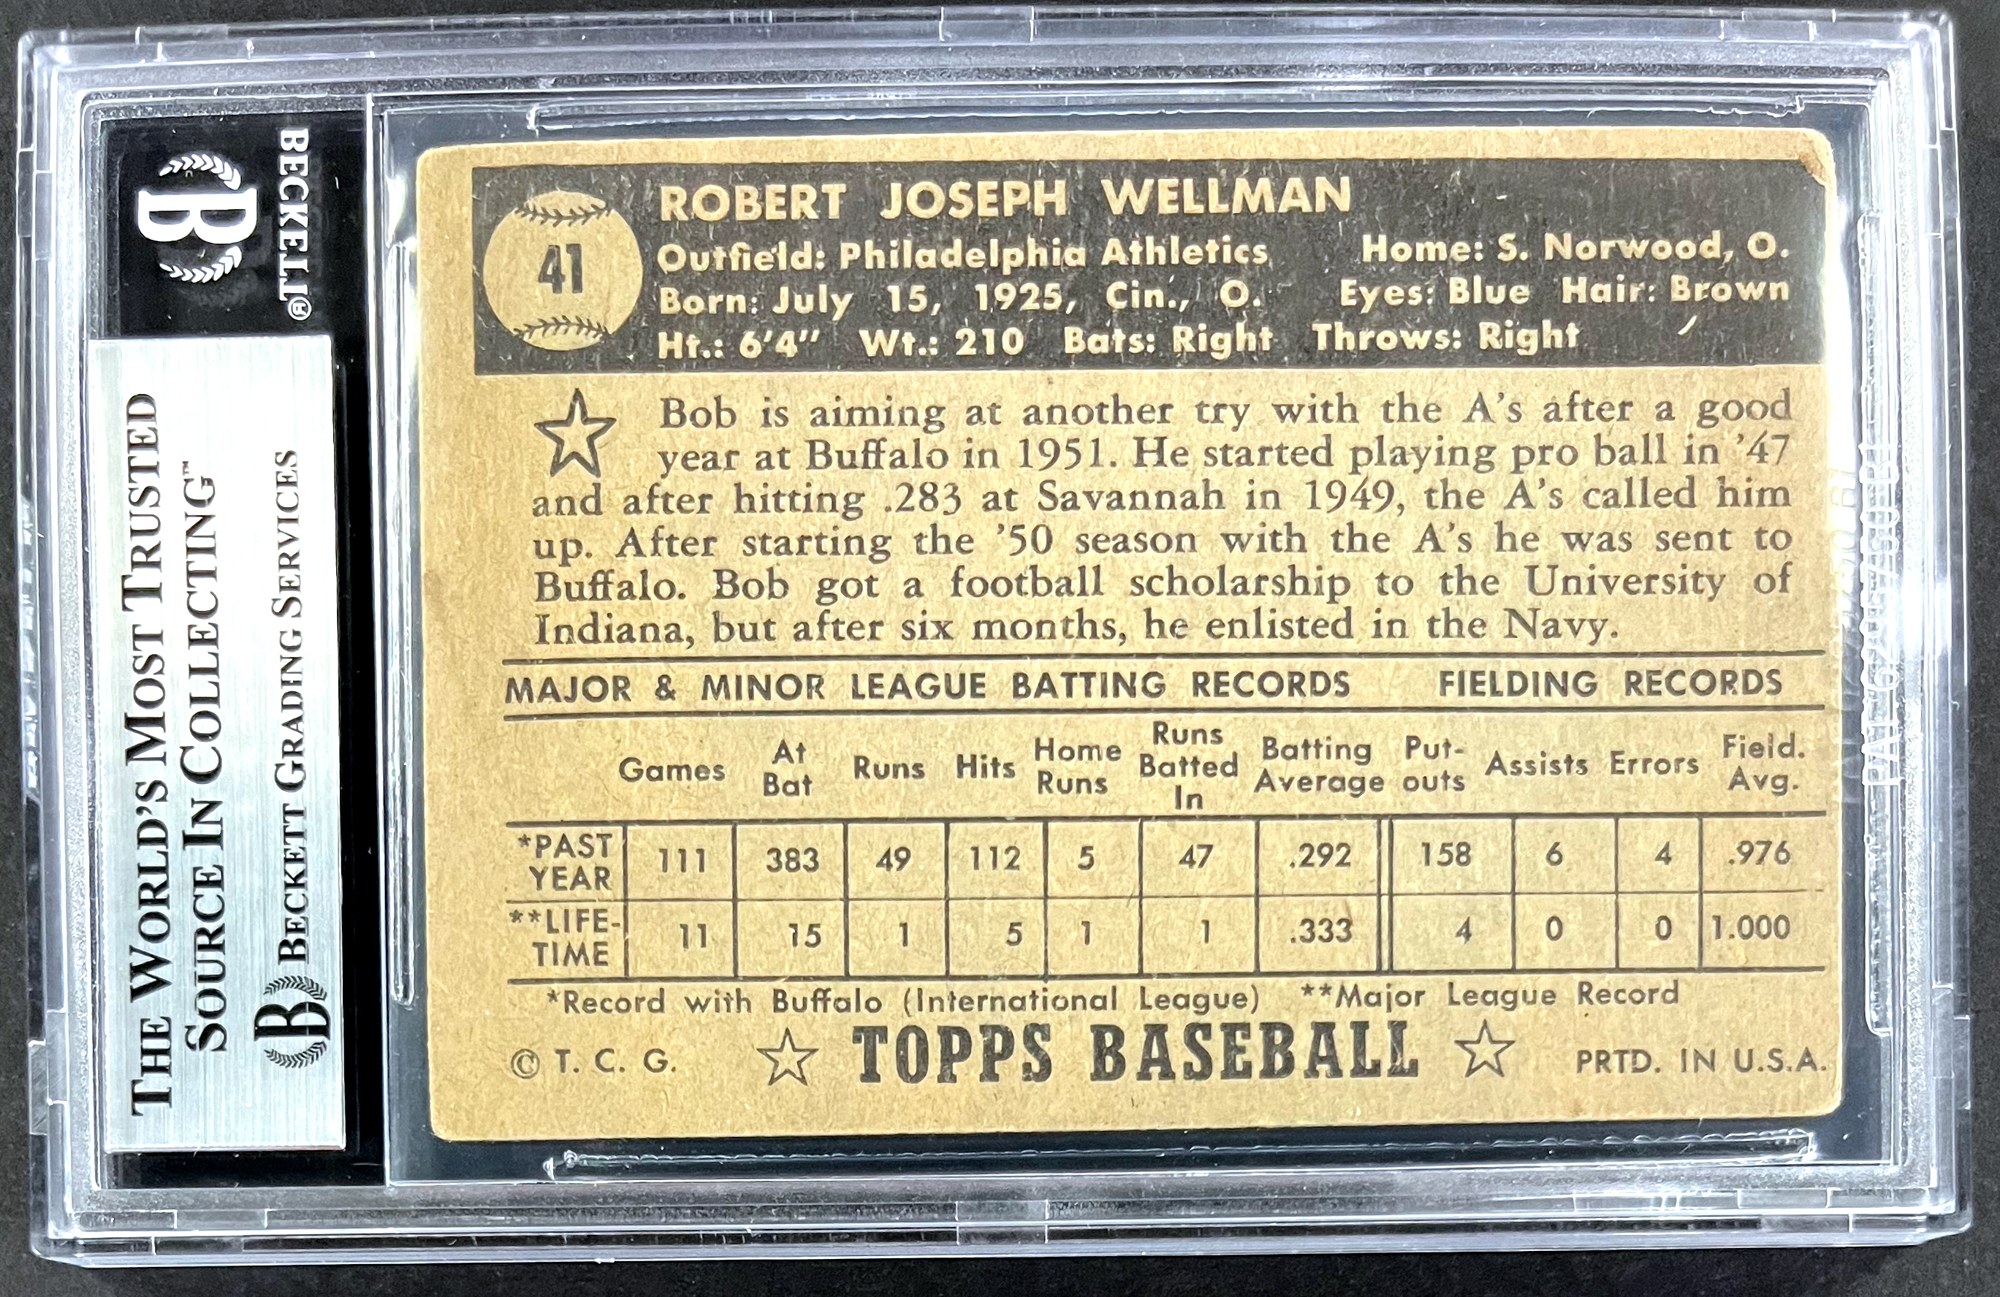 BECKETT®
B
THE WORLD'S MOST TRUSTED
SOURCE IN COLLECTING™
B BECKETT GRADING SERVICES
41
ROBERT JOSEPH WELLMAN
Outfield: Philadelphia Athletics Home: S. Norwood, O.
Born: July 15, 1925, Cin., O. Eyes: Blue Hair: Brown
Ht.: 6'4" Wt.: 210 Bats: Right Throws: Right
Bob is aiming at another try with the A's after a good
year at Buffalo in 1951. He started playing pro ball in '47
and after hitting .283 at Savannah in 1949, the A's called him
up. After starting the '50 season with the A's he was sent to
Buffalo. Bob got a football scholarship to the University of
Indiana, but after six months, he enlisted in the Navy.
MAJOR & MINOR LEAGUE BATTING RECORDS FIELDING RECORDS
Games At Bat Runs Hits Home Runs Runs Batted In Batting Average Put-outs Assists Errors Field. Avg.
*PAST YEAR 111 383 49 112 5 47 .292 158 6 4 .976
**LIFE-TIME 11 15 1 5 1 1 .333 4 0 0 1.000
*Record with Buffalo (International League) **Major League Record
© T. C. G. TOPPS BASEBALL PRTD. IN U.S.A.